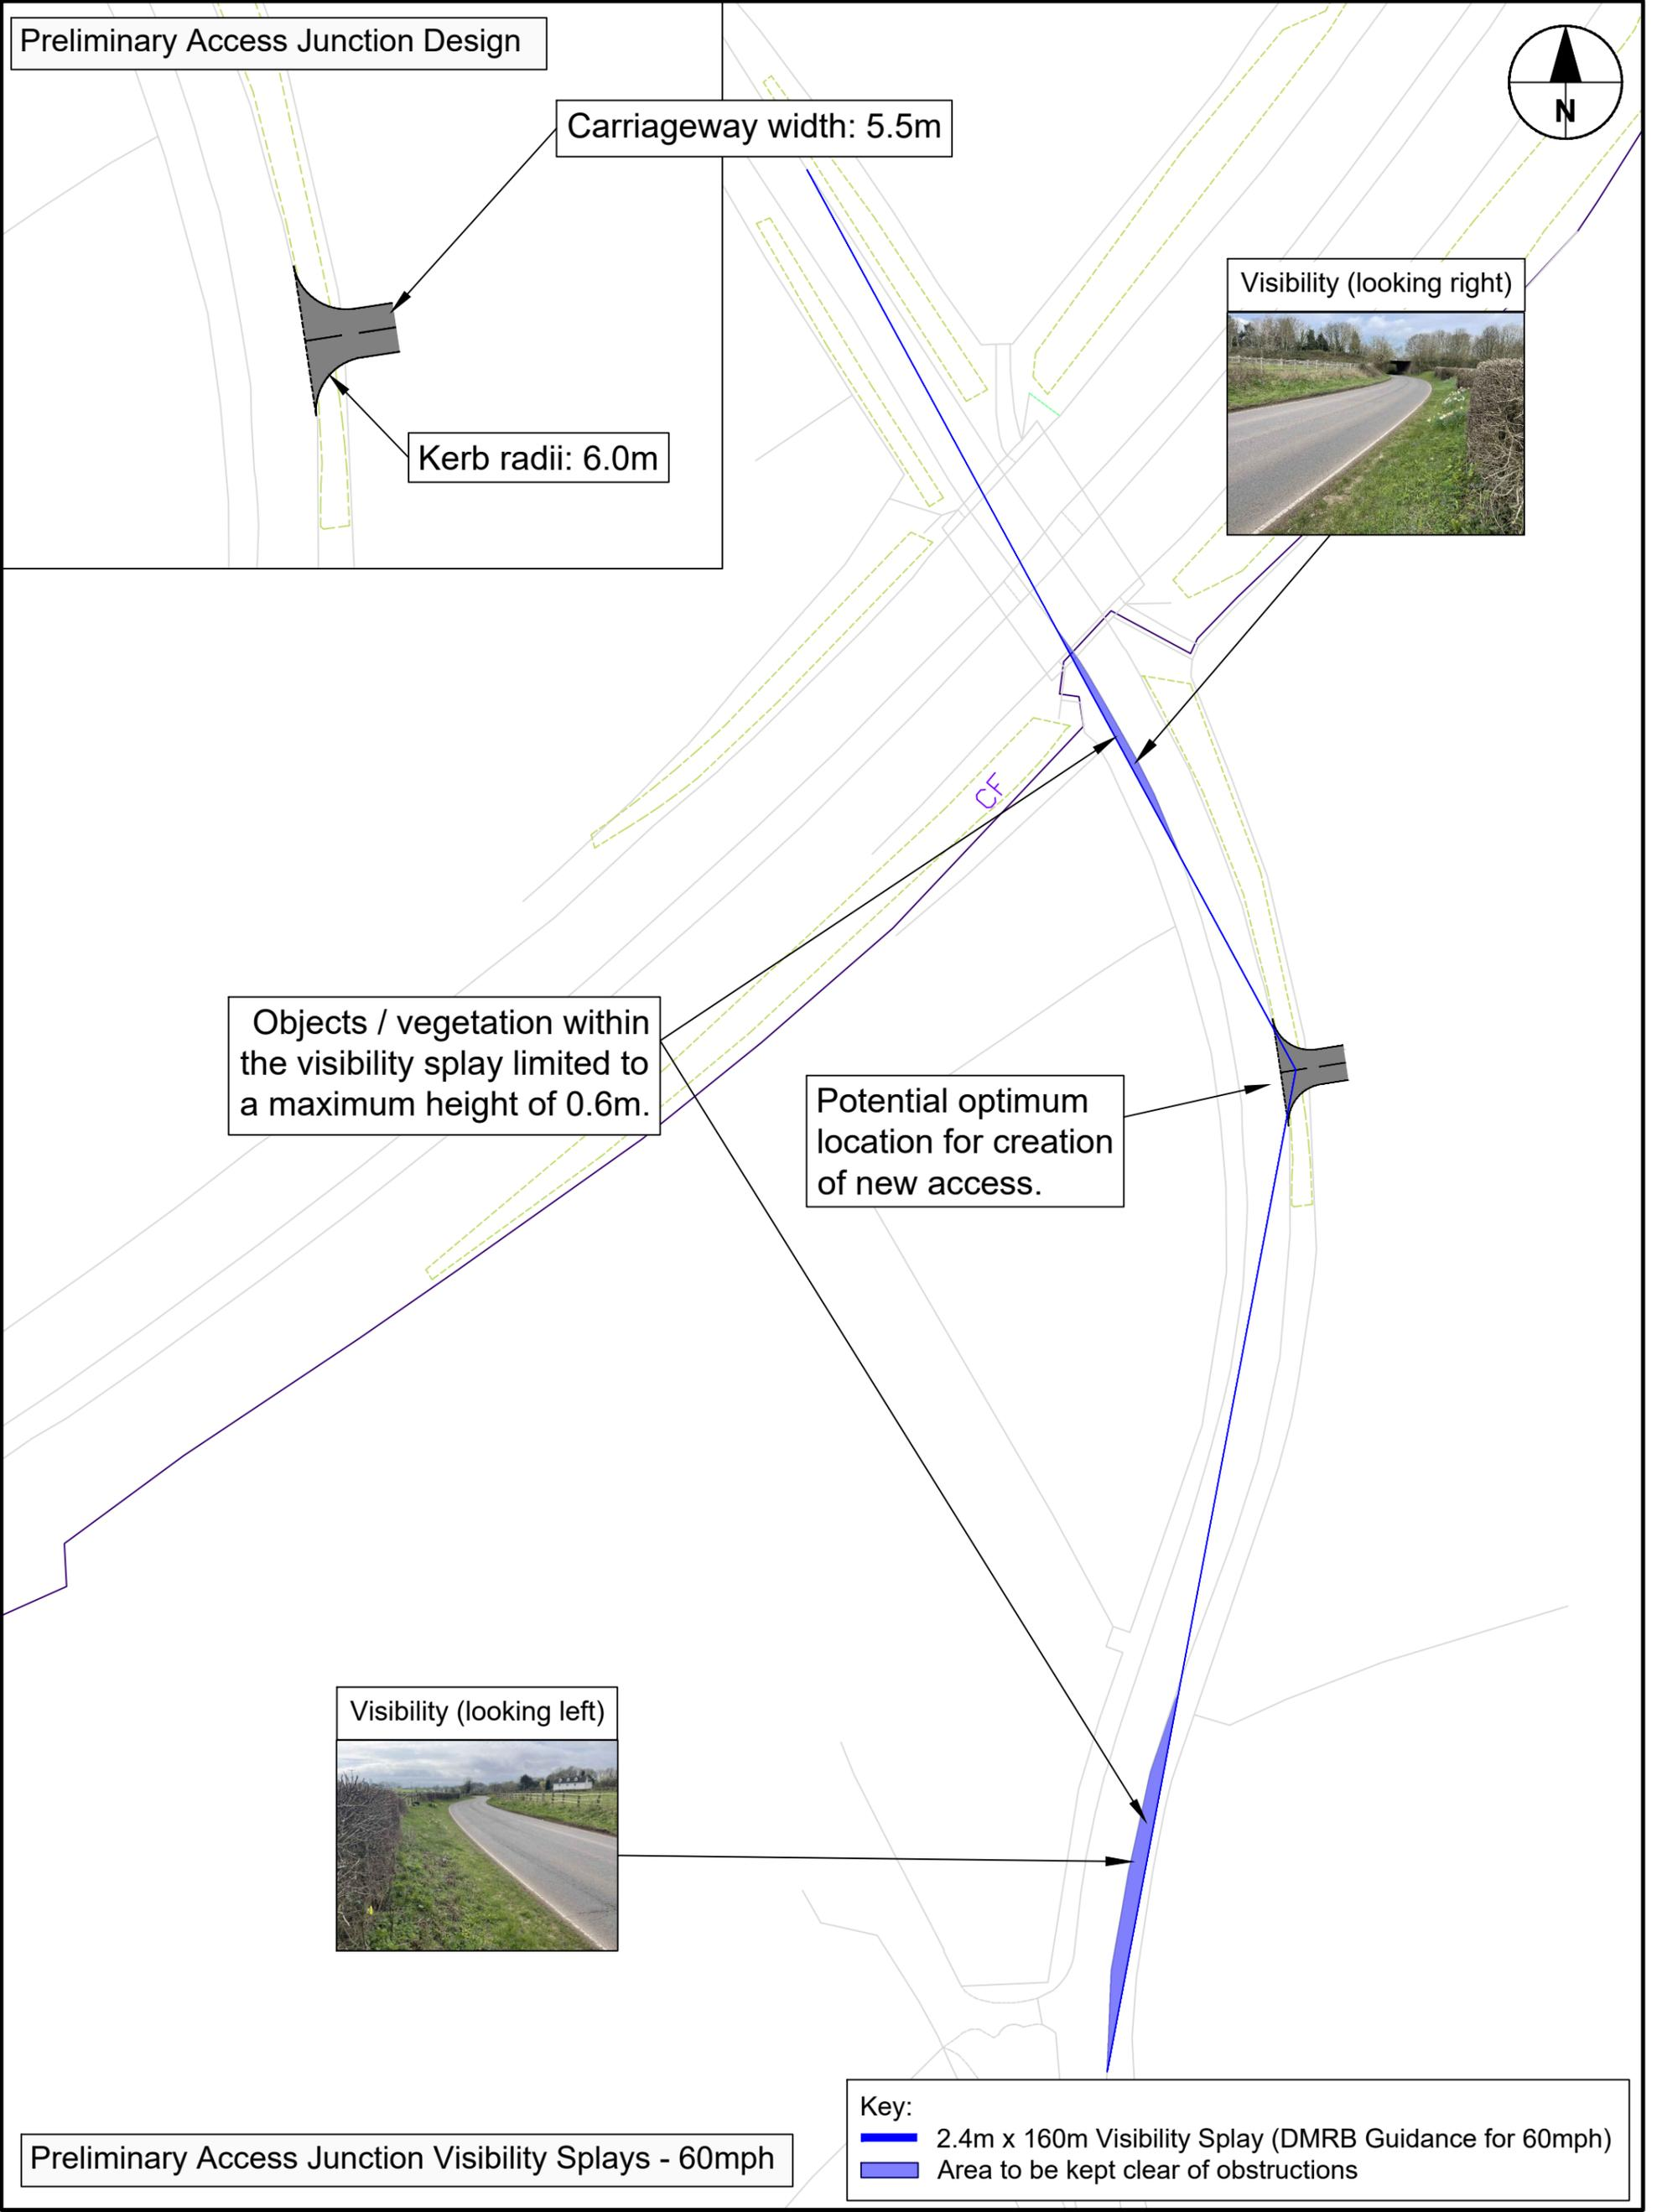 Preliminary Access Junction Design
Carriageway width: 5.5m
Kerb radii: 6.0m
N
Visibility (looking right)
CF
Objects / vegetation within
the visibility splay limited to
a maximum height of 0.6m.
Potential optimum
location for creation
of new access.
Visibility (looking left)
Key:
2.4m x 160m Visibility Splay (DMRB Guidance for 60mph)
Area to be kept clear of obstructions
Preliminary Access Junction Visibility Splays - 60mph